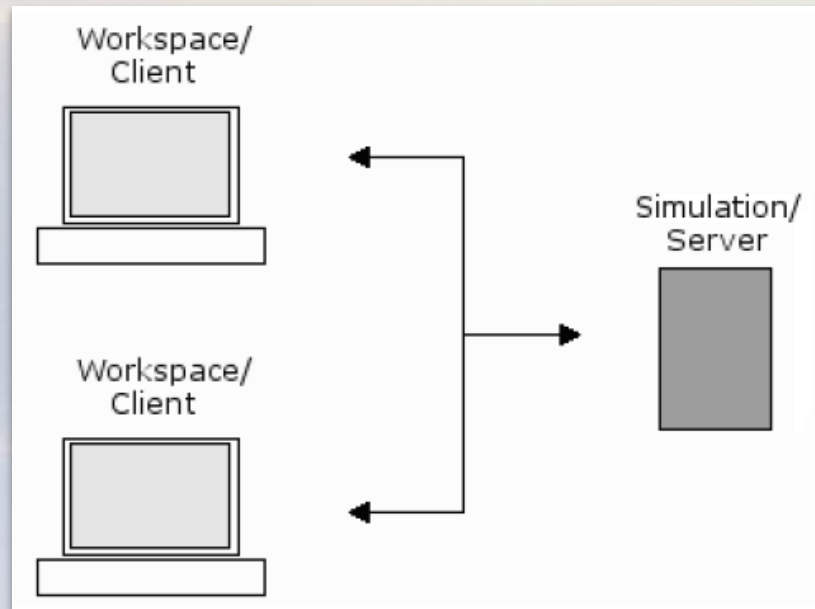 Workspace/
Client
Simulation/
Server
Workspace/
Client